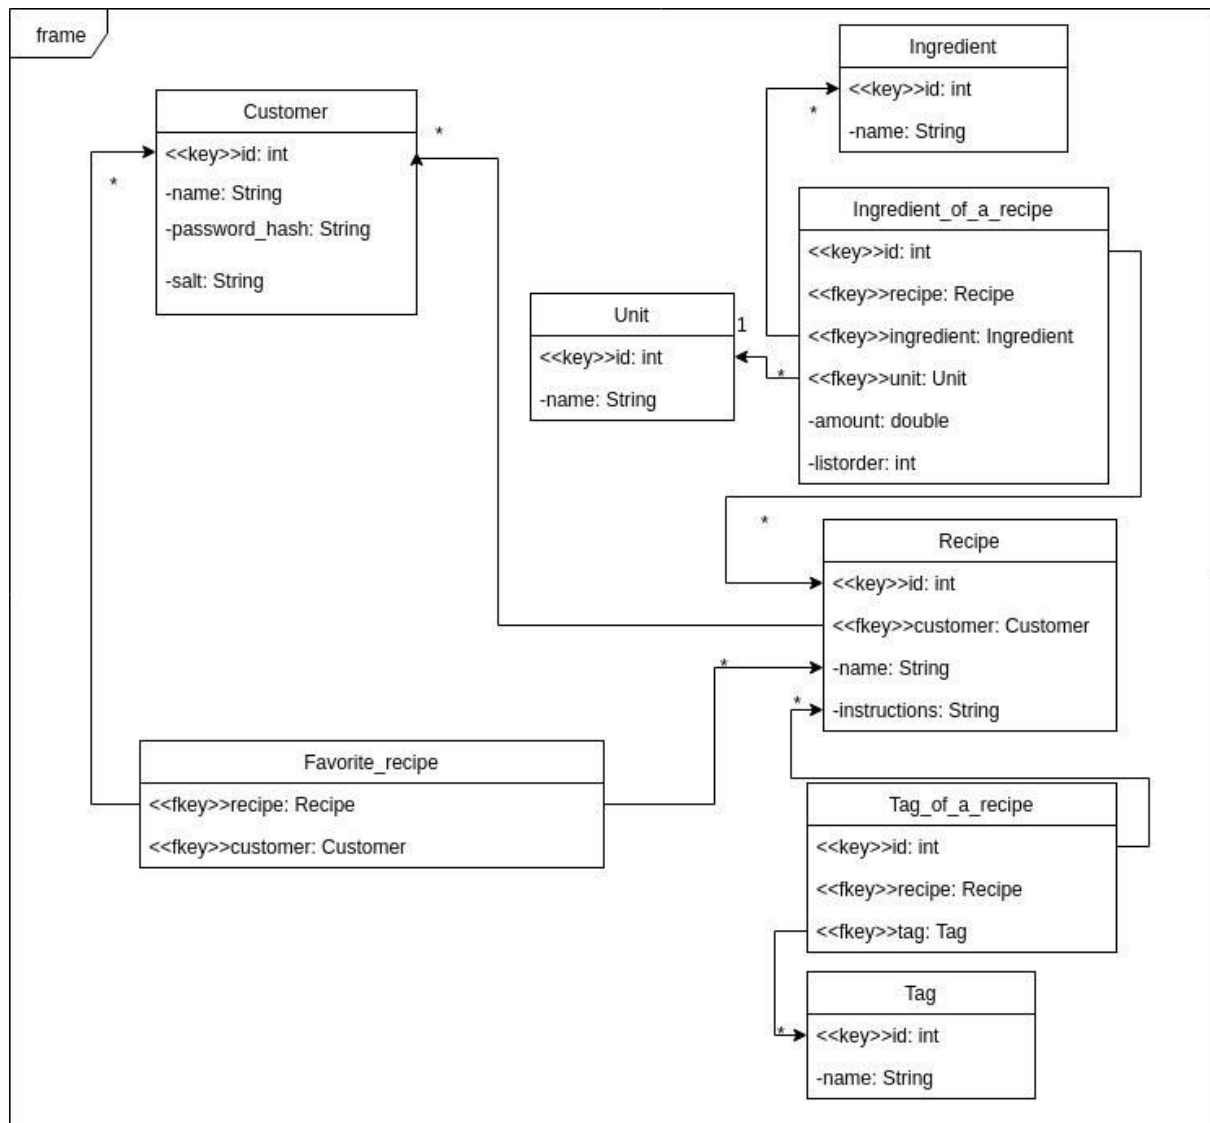 frame
Customer
<<key>>id: int
-name: String
-password_hash: String
-salt: String
*
*
Ingredient
<<key>>id: int
-name: String
*
Ingredient_of_a_recipe
<<key>>id: int
<<fkey>>recipe: Recipe
<<fkey>>ingredient: Ingredient
<<fkey>>unit: Unit
-amount: double
-listorder: int
Unit
<<key>>id: int
-name: String
1
*
*
Recipe
<<key>>id: int
<<fkey>>customer: Customer
-name: String
-instructions: String
*
*
Favorite_recipe
<<fkey>>recipe: Recipe
<<fkey>>customer: Customer
Tag_of_a_recipe
<<key>>id: int
<<fkey>>recipe: Recipe
<<fkey>>tag: Tag
*
Tag
<<key>>id: int
-name: String